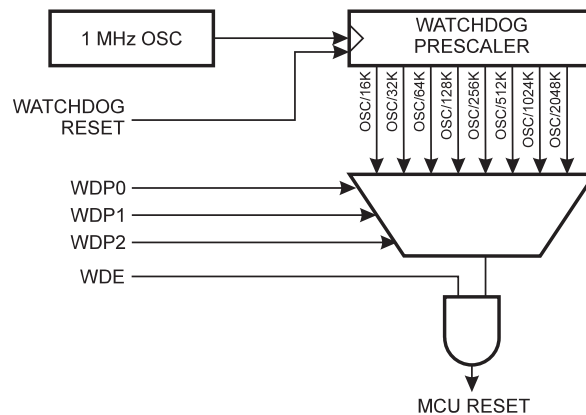 1 MHz OSC
WATCHDOG
PRESCALER
WATCHDOG
RESET
OSC/16K
OSC/32K
OSC/64K
OSC/128K
OSC/256K
OSC/512K
OSC/1024K
OSC/2048K
WDP0
WDP1
WDP2
WDE
MCU RESET